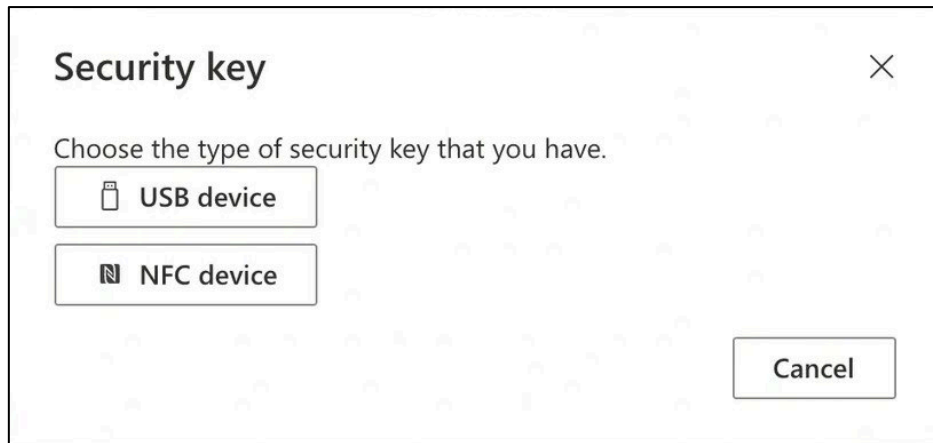 Security key
Choose the type of security key that you have.
USB device
NFC device
Cancel